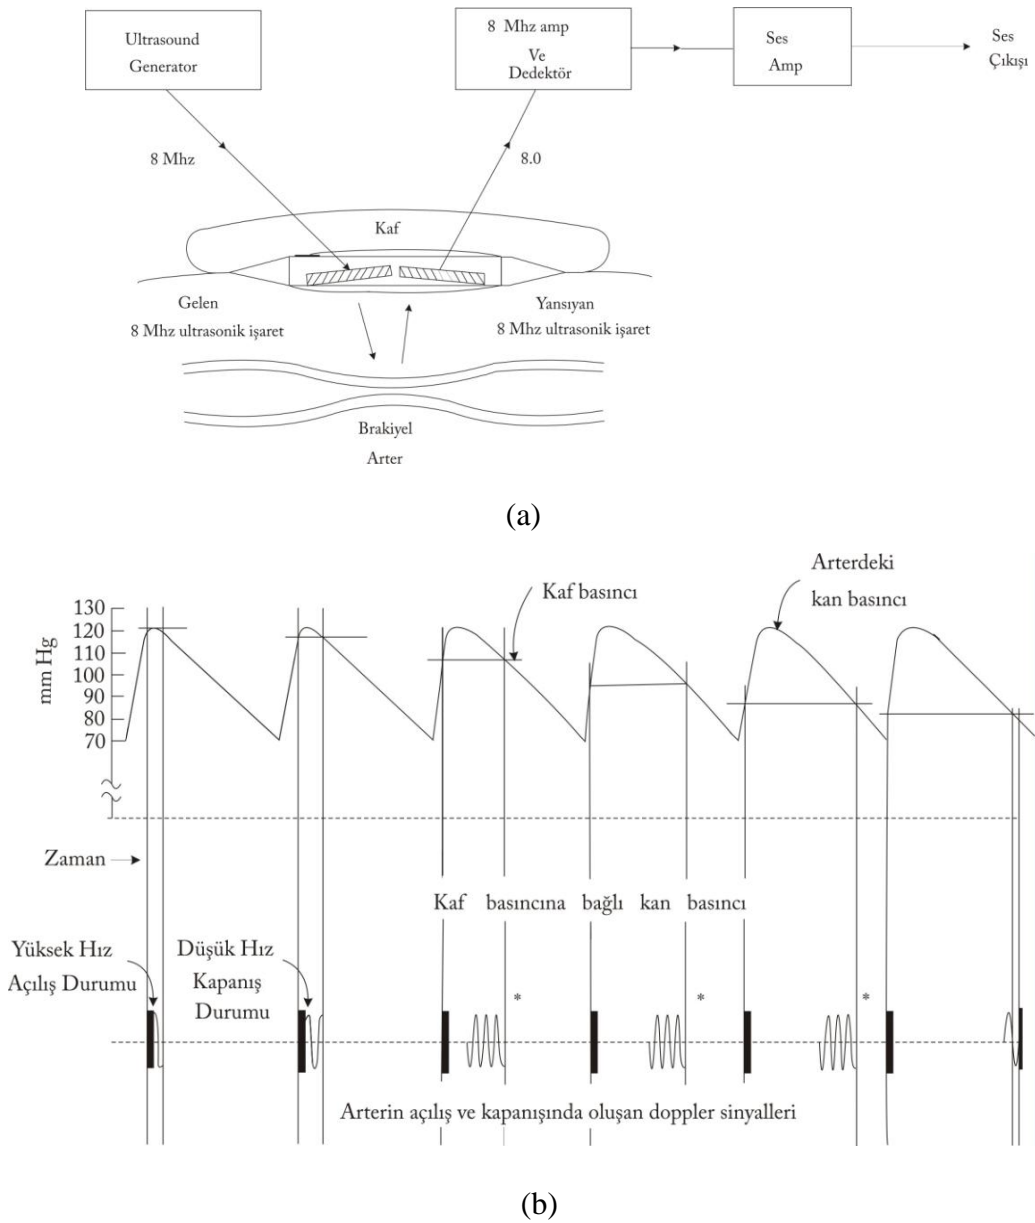 Ultrasound
Generator
8 Mhz amp
Ve
Dedektör
Ses
Amp
Ses
Çıkışı
8 Mhz
8.0
Kaf
Gelen
8 Mhz ultrasonik işaret
Yansıyan
8 Mhz ultrasonik işaret
Brakiyel
Arter
(a)
Arterdeki
kan basıncı
Kaf basıncı
mm Hg
130
120
110
100
90
80
70
Zaman
Kaf basıncına bağlı kan basıncı
Yüksek Hız
Açılış Durumu
Düşük Hız
Kapanış
Durumu
* * *
Arterin açılış ve kapanışında oluşan doppler sinyalleri
(b)